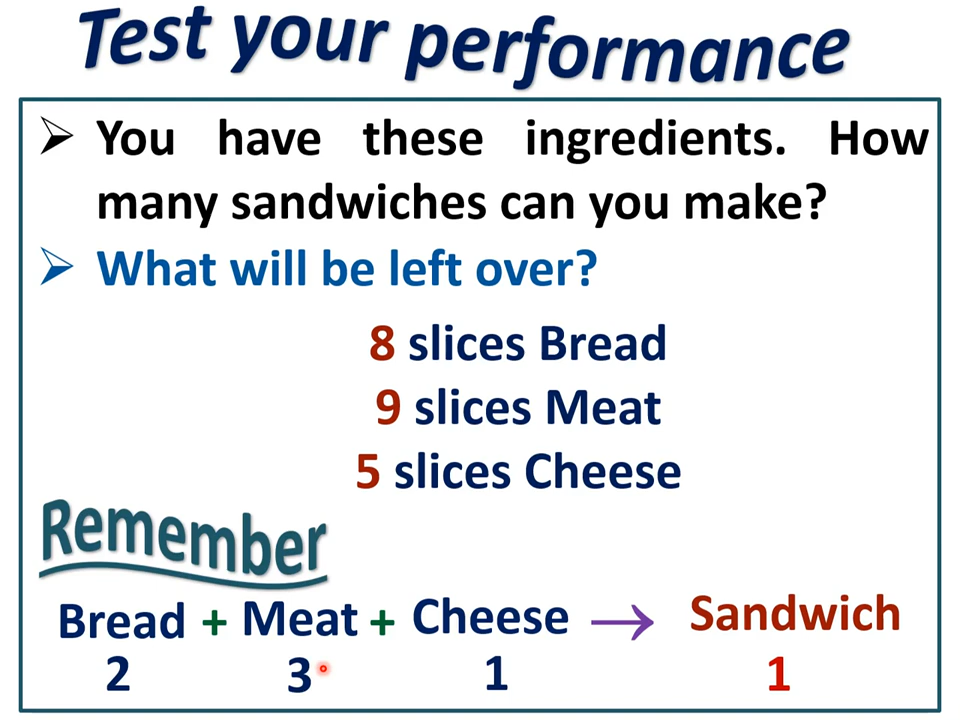 Test your performance
➢ You have these ingredients. How
many sandwiches can you make?
➢ What will be left over?
8 slices Bread
9 slices Meat
5 slices Cheese
Remember
Bread + Meat + Cheese → Sandwich
2 3 1 1